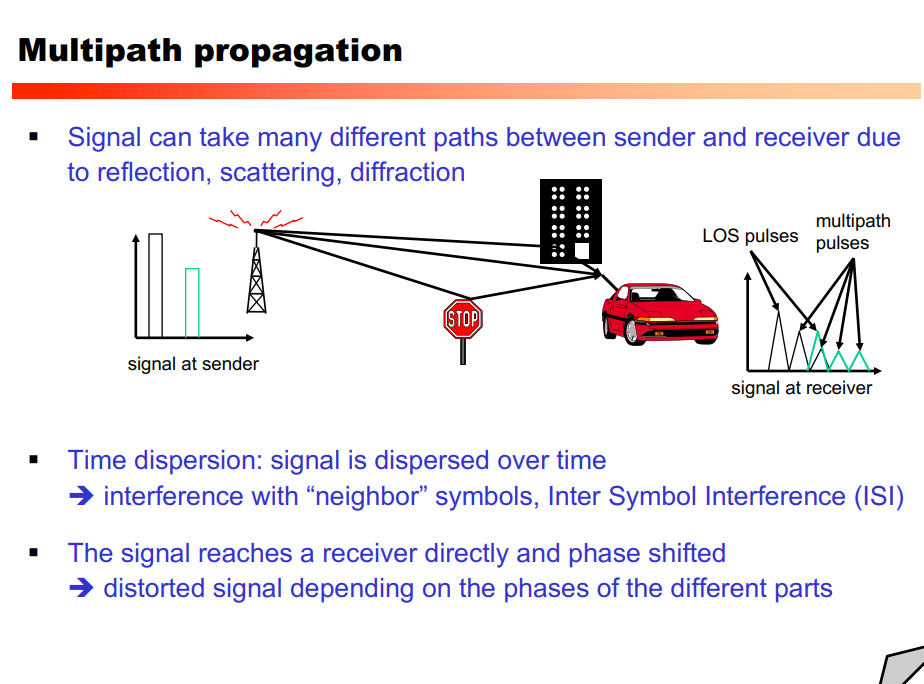 Multipath propagation
▪ Signal can take many different paths between sender and receiver due
to reflection, scattering, diffraction
LOS pulses
multipath
pulses
STOP
signal at sender
signal at receiver
▪ Time dispersion: signal is dispersed over time
➔ interference with “neighbor” symbols, Inter Symbol Interference (ISI)
▪ The signal reaches a receiver directly and phase shifted
➔ distorted signal depending on the phases of the different parts